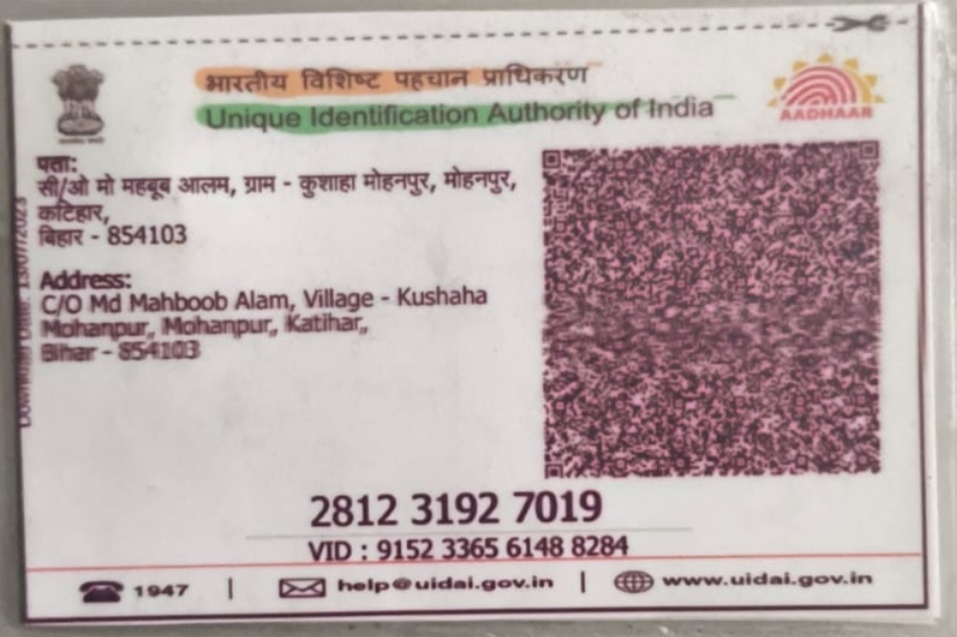 भारतीय विशिष्ट पहचान प्राधिकरण
Unique Identification Authority of India
AADHAAR
पता:
सी/ओ मो महबूब आलम, ग्राम - कुशाहा मोहनपुर, मोहनपुर,
कटिहार,
बिहार - 854103
Address:
C/O Md Mahboob Alam, Village - Kushaha
Mohanpur, Mohanpur, Katihar,
Bihar - 854103
2812 3192 7019
VID : 9152 3365 6148 8284
1947 | help@uidai.gov.in | www.uidai.gov.in